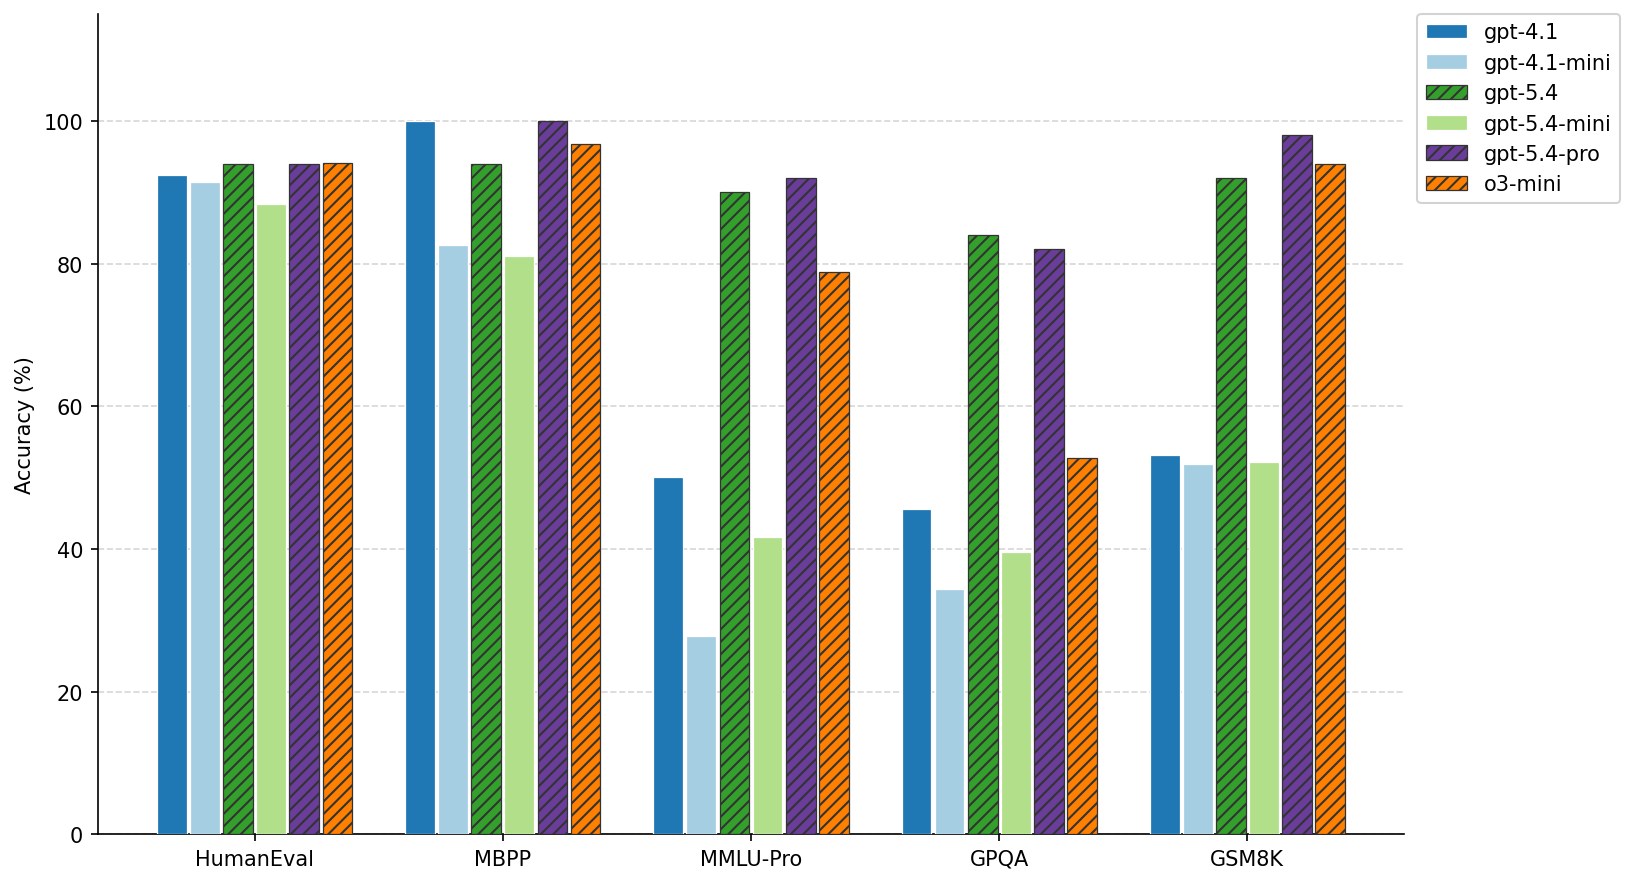 Accuracy (%)
100
80
60
40
20
0
HumanEval
MBPP
MMLU-Pro
GPQA
GSM8K
gpt-4.1
gpt-4.1-mini
gpt-5.4
gpt-5.4-mini
gpt-5.4-pro
o3-mini